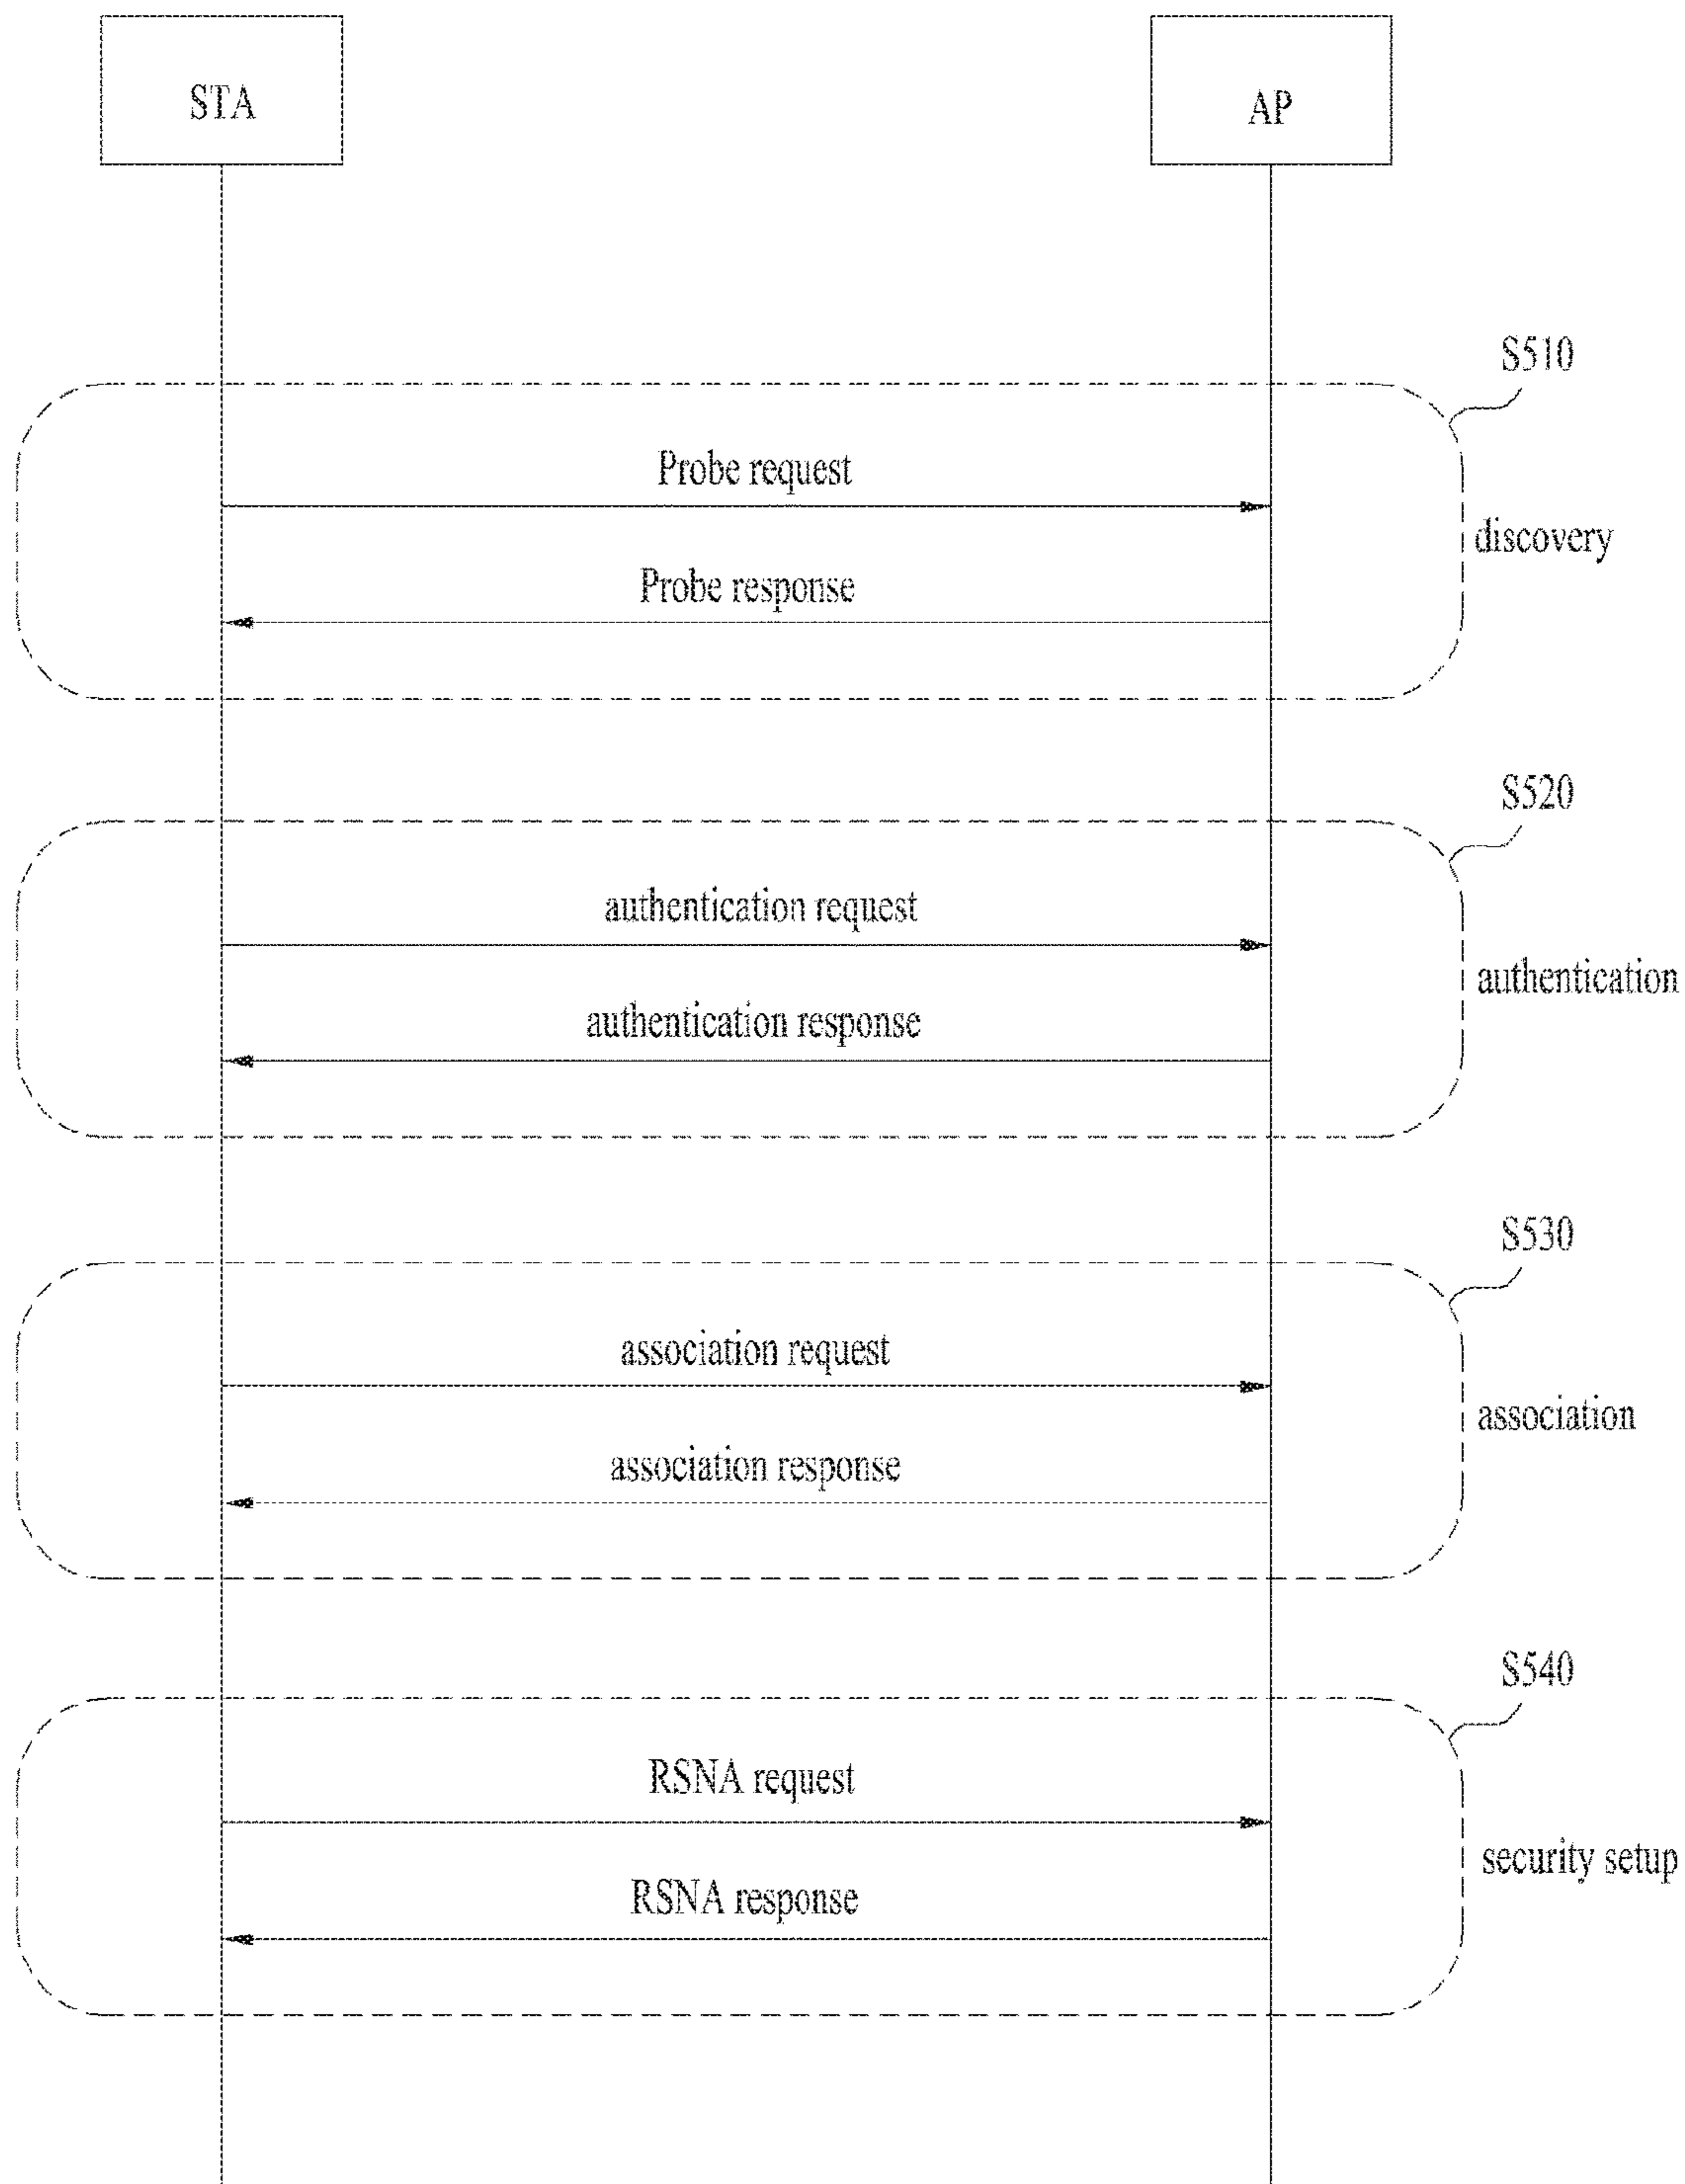 STA
AP
S510
Probe request
discovery
Probe response
S520
authentication request
authentication
authentication response
S530
association request
association
association response
S540
RSNA request
security setup
RSNA response